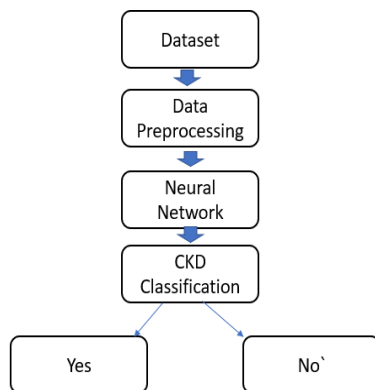 Dataset
Data
Preprocessing
Neural
Network
CKD
Classification
Yes
No`